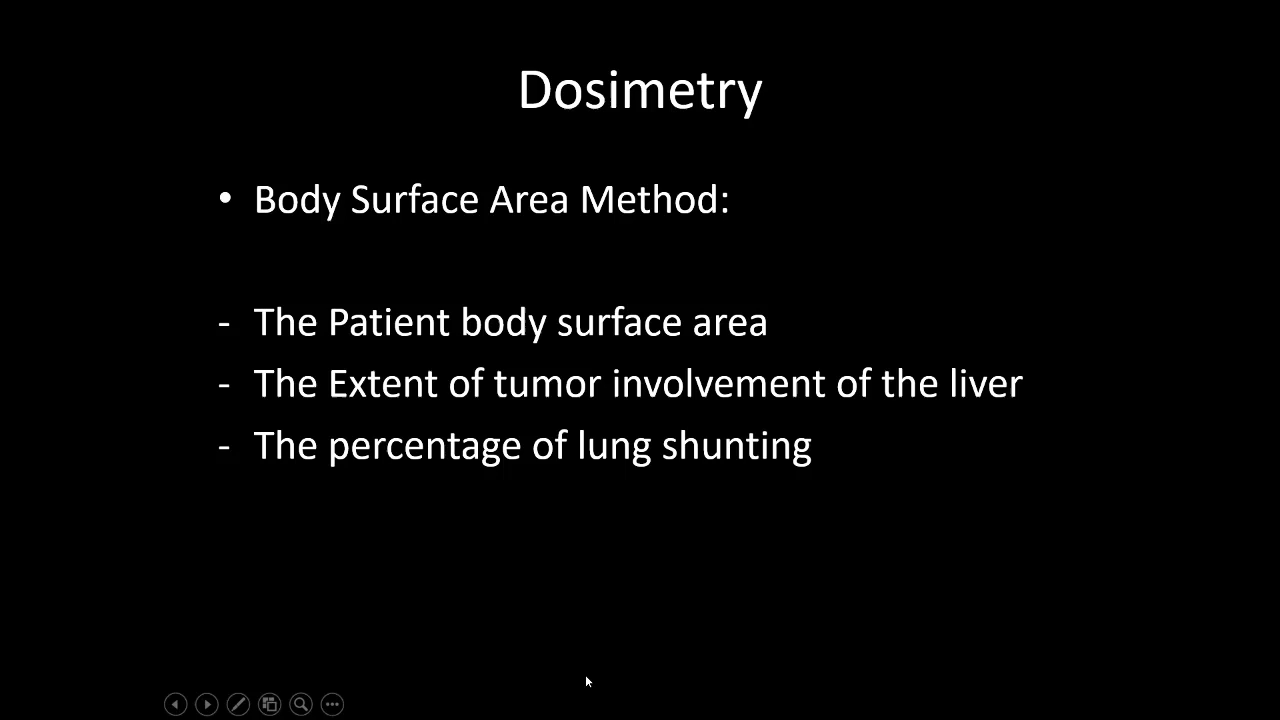 Dosimetry
• Body Surface Area Method:
- The Patient body surface area
- The Extent of tumor involvement of the liver
- The percentage of lung shunting